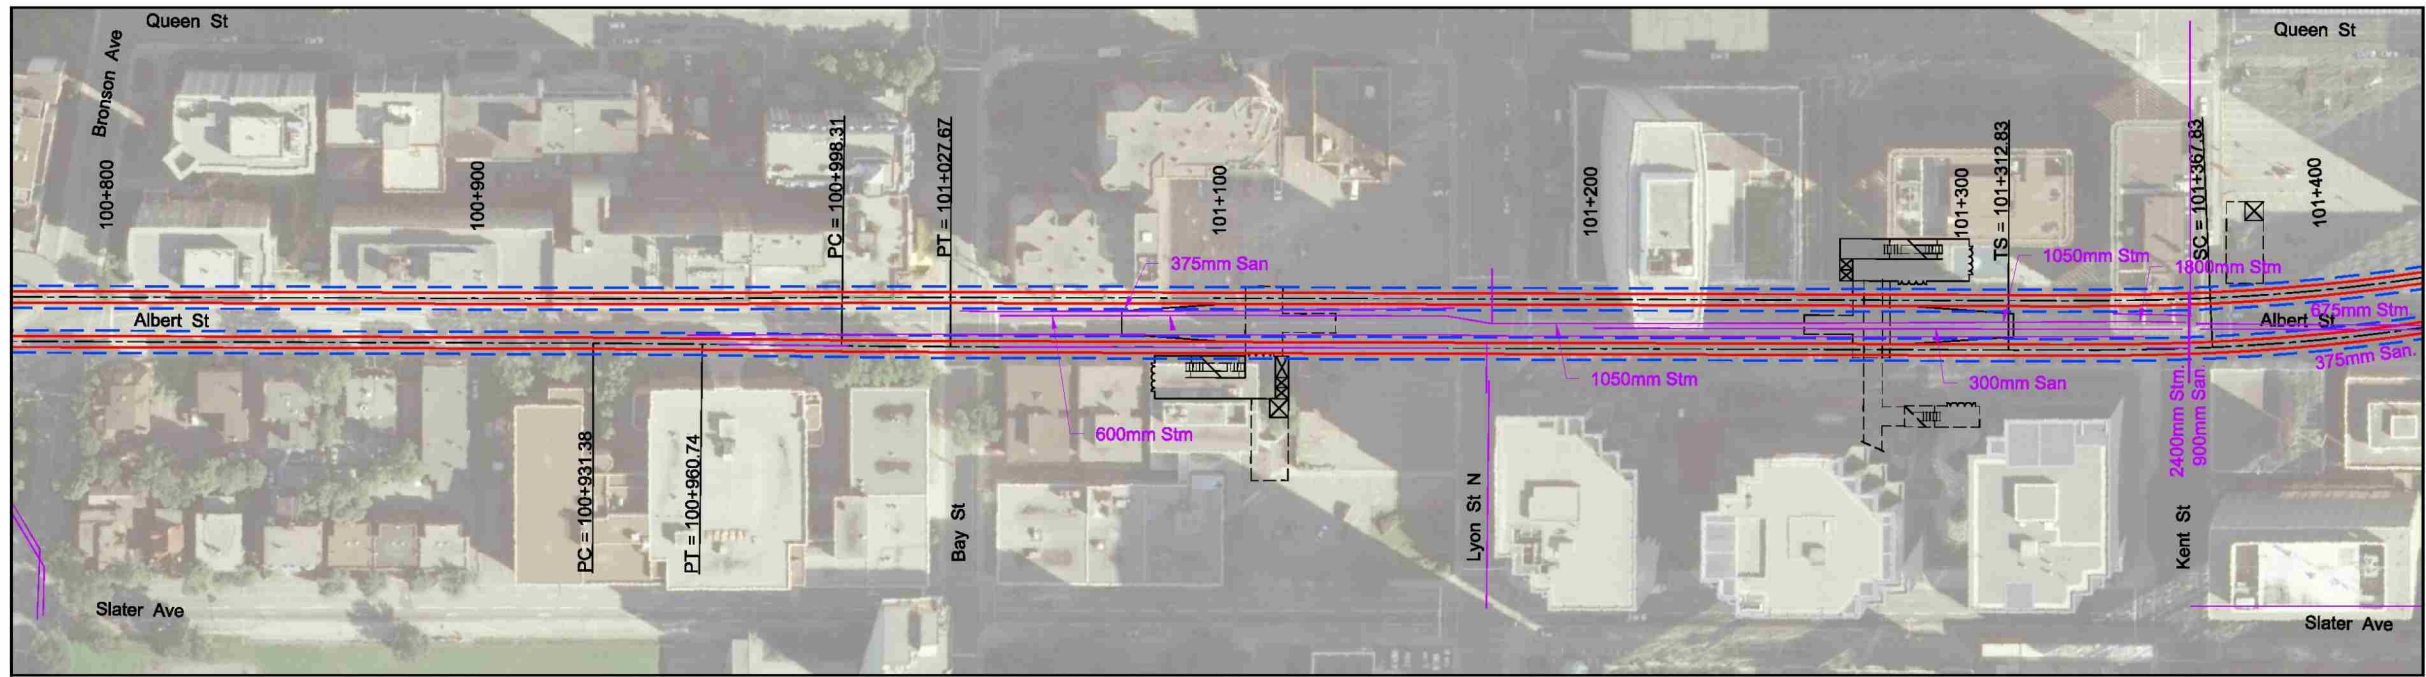 Queen St
Queen St
Bronson Ave
100+800
100+900
PC = 100+998.31
PT = 101+027.67
101+100
101+200
101+300
TS = 101+312.83
SC = 101+367.83
101+400
375mm San
1050mm Stm
1800mm Stm
675mm Stm
Albert St
Albert St
375mm San.
1050mm Stm
300mm San
600mm Stm
2400mm Stm.
900mm San.
PC = 100+931.38
PT = 100+960.74
Bay St
Lyon St N
Kent St
Slater Ave
Slater Ave